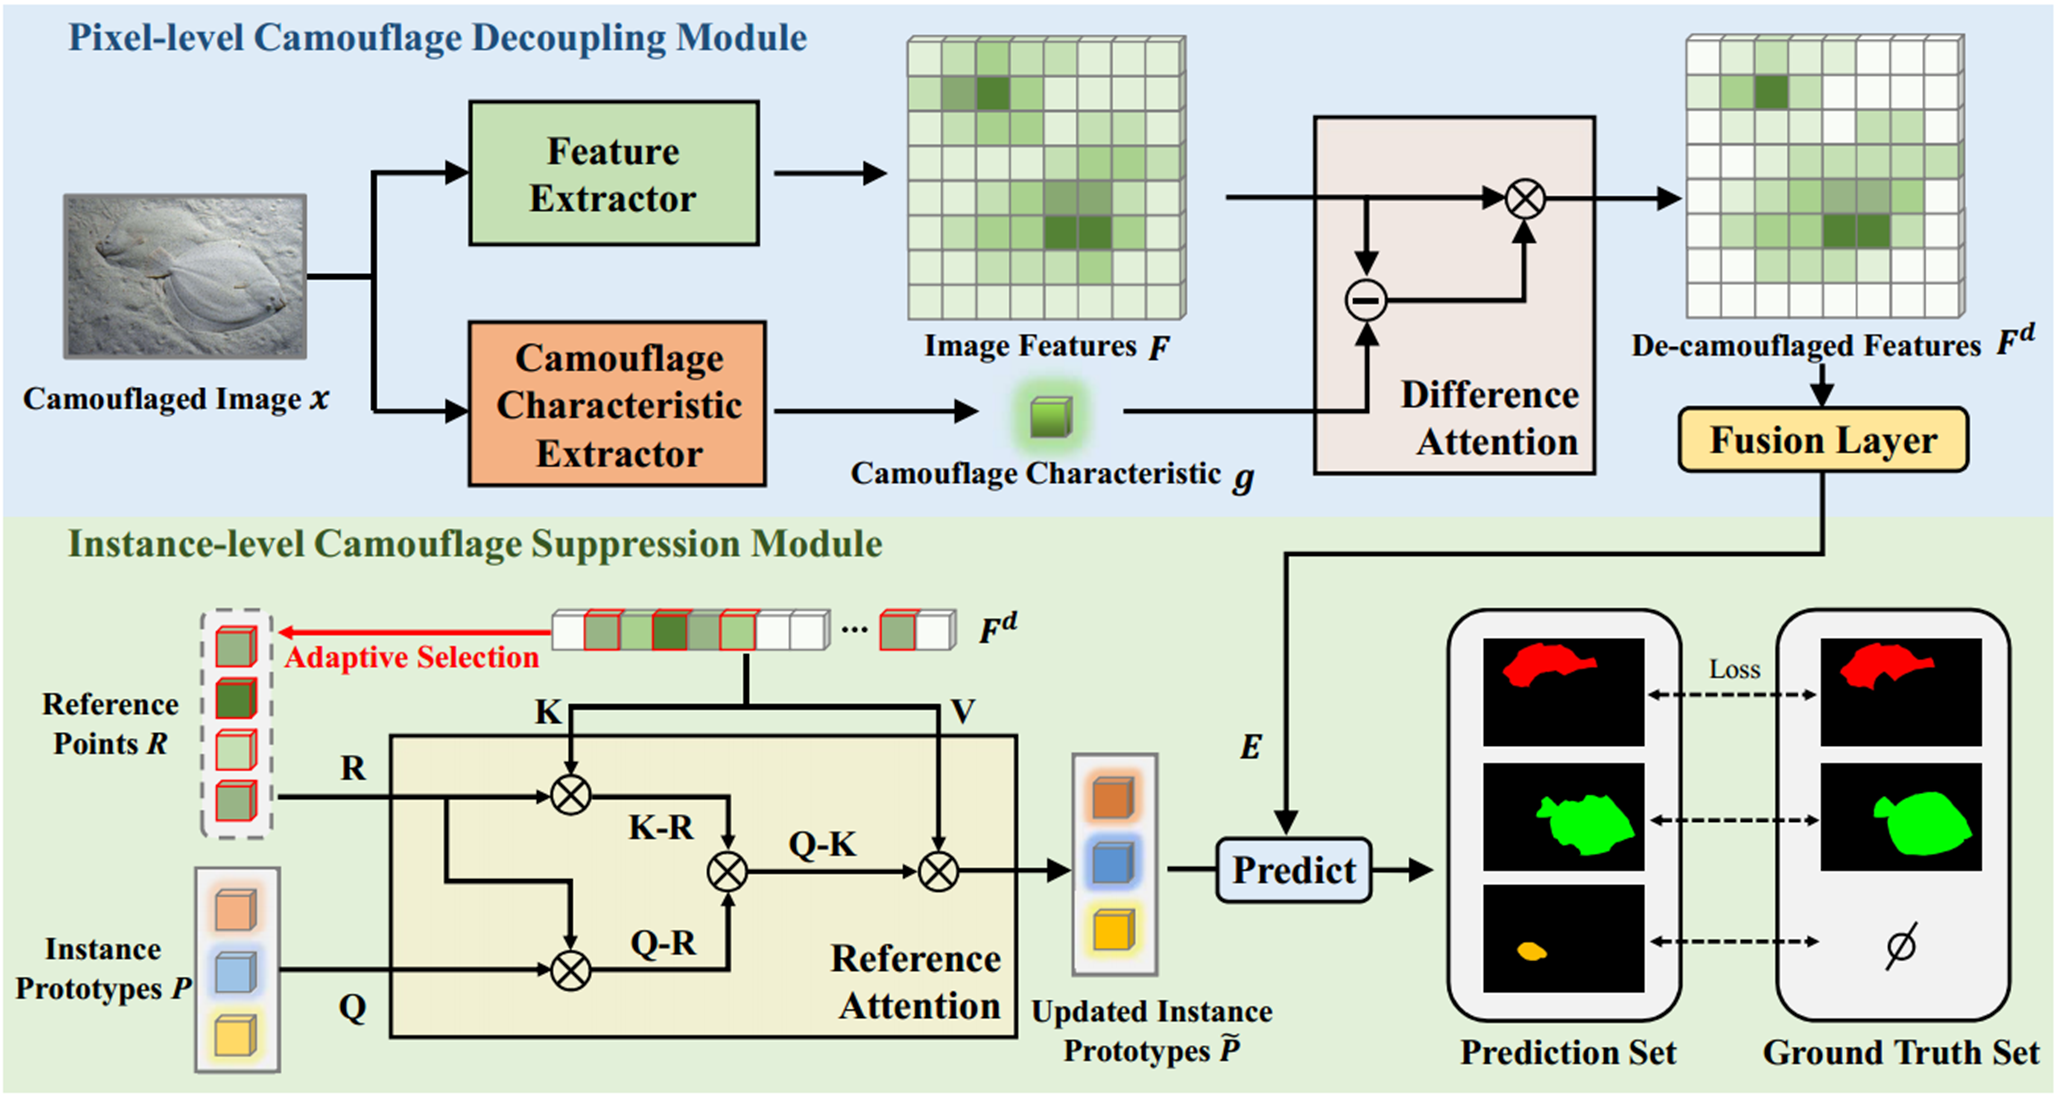 Pixel-level Camouflage Decoupling Module
Feature
Extractor
Camouflaged Image x
Camouflage
Characteristic
Extractor
Image Features F
Camouflage Characteristic g
Difference
Attention
De-camouflaged Features F^d
Fusion Layer
Instance-level Camouflage Suppression Module
Adaptive Selection
... F^d
Reference
Points R
K
V
R
K-R
Q-K
Q-R
Q
Instance
Prototypes P
Reference
Attention
Updated Instance
Prototypes P̃
E
Predict
Loss
∅
Prediction Set
Ground Truth Set